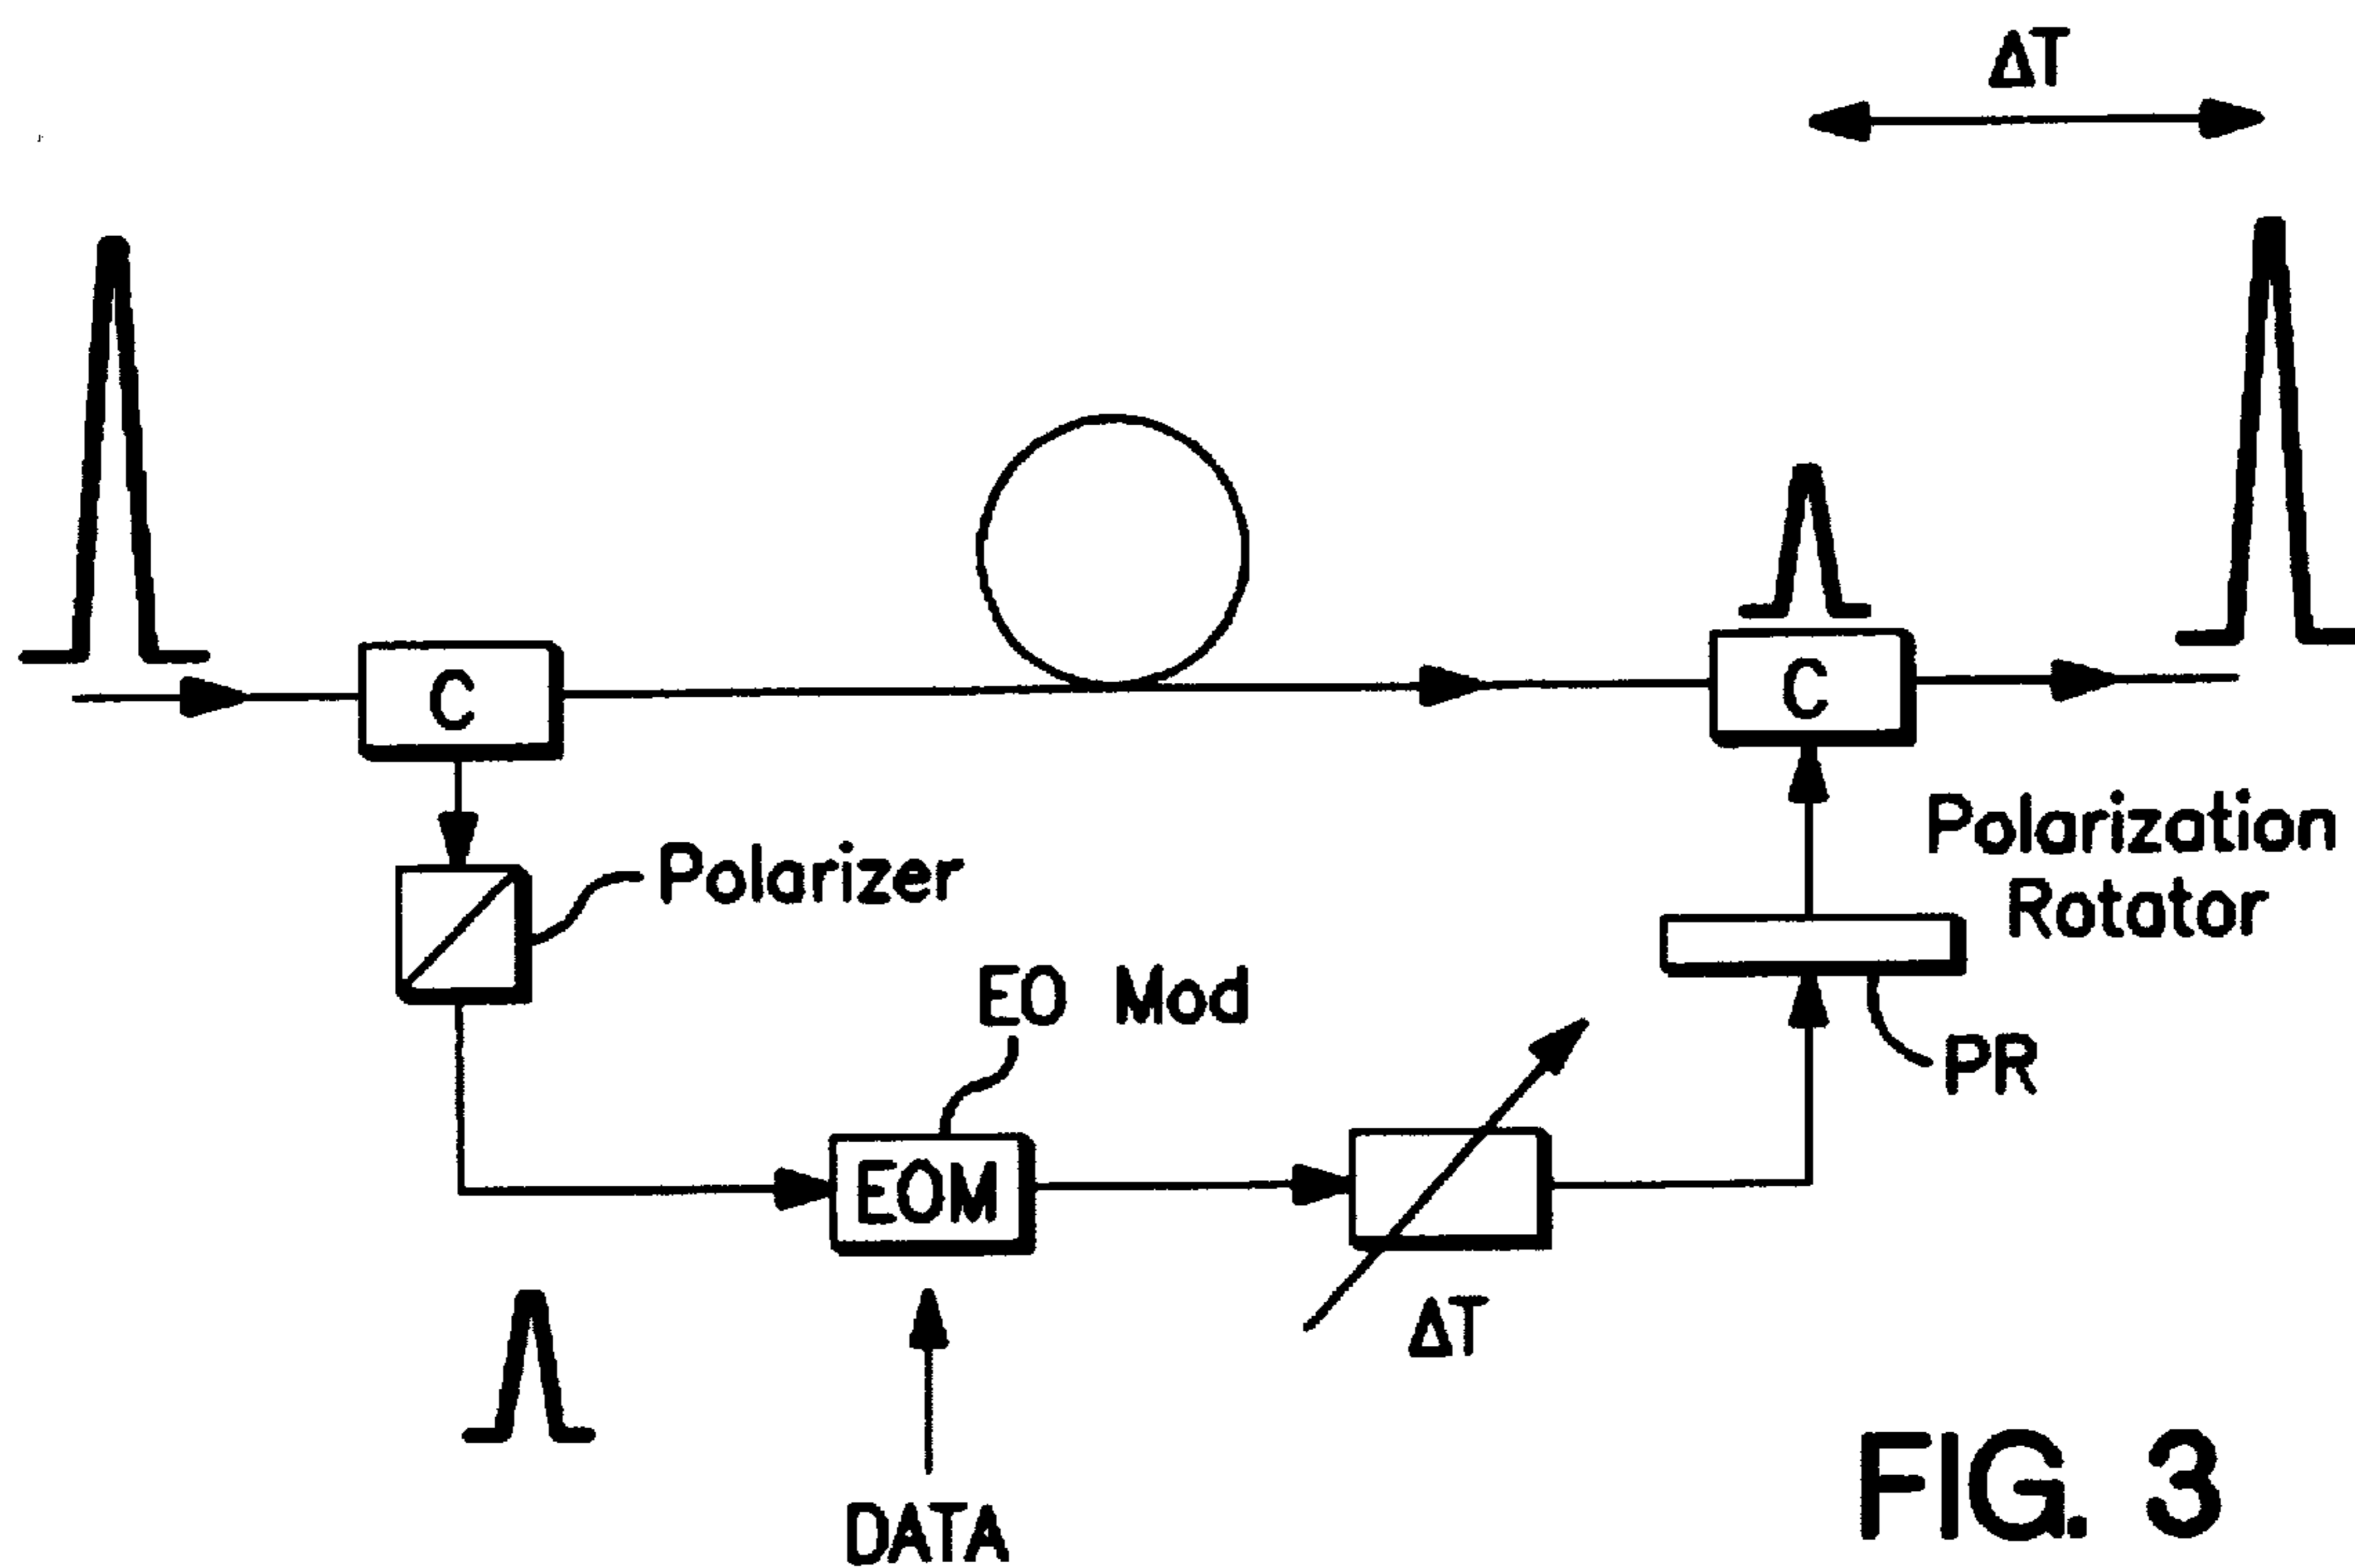 ΔT
C
C
Polarizer
Polarization
Rotator
EO Mod
PR
EOM
ΔT
DATA
FIG. 3